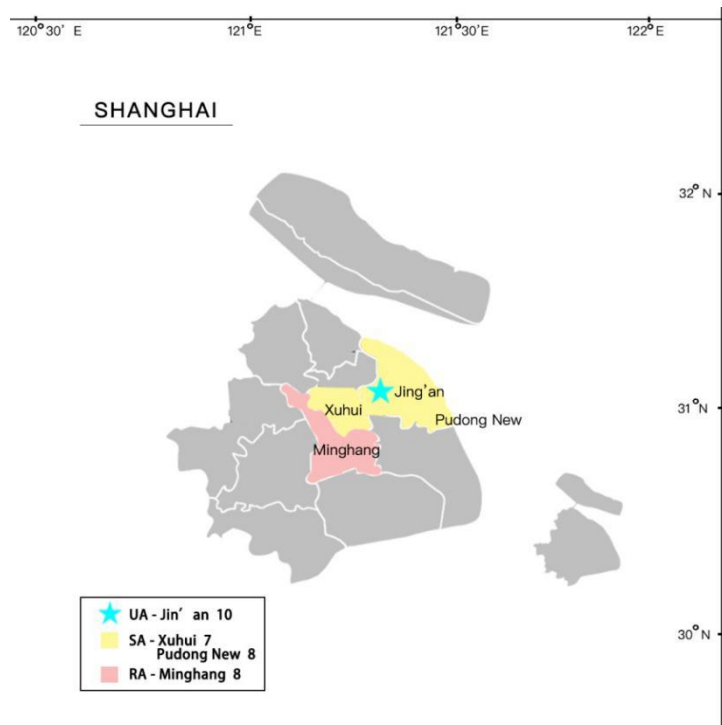 120°30' E 121°E 121°30'E 122°E
SHANGHAI
32°N
Jing'an
Xuhui
31°N
Pudong New
Minghang
UA - Jin' an 10
SA - Xuhui 7
Pudong New 8
30°N
RA - Minghang 8